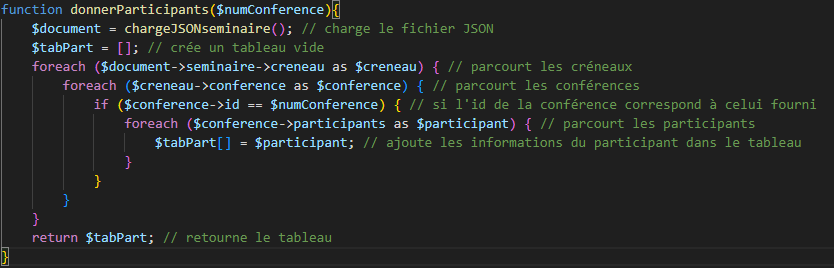 function donnerParticipants($numConference){
    $document = chargeJSONseminaire(); // charge le fichier JSON
    $tabPart = []; // crée un tableau vide
    foreach ($document->seminaire->creneau as $creneau) { // parcourt les créneaux
        foreach ($creneau->conference as $conference) { // parcourt les conférences
            if ($conference->id == $numConference) { // si l'id de la conférence correspond à celui fourni
                foreach ($conference->participants as $participant) { // parcourt les participants
                    $tabPart[] = $participant; // ajoute les informations du participant dans le tableau
                }
            }
        }
    }
    return $tabPart; // retourne le tableau
}